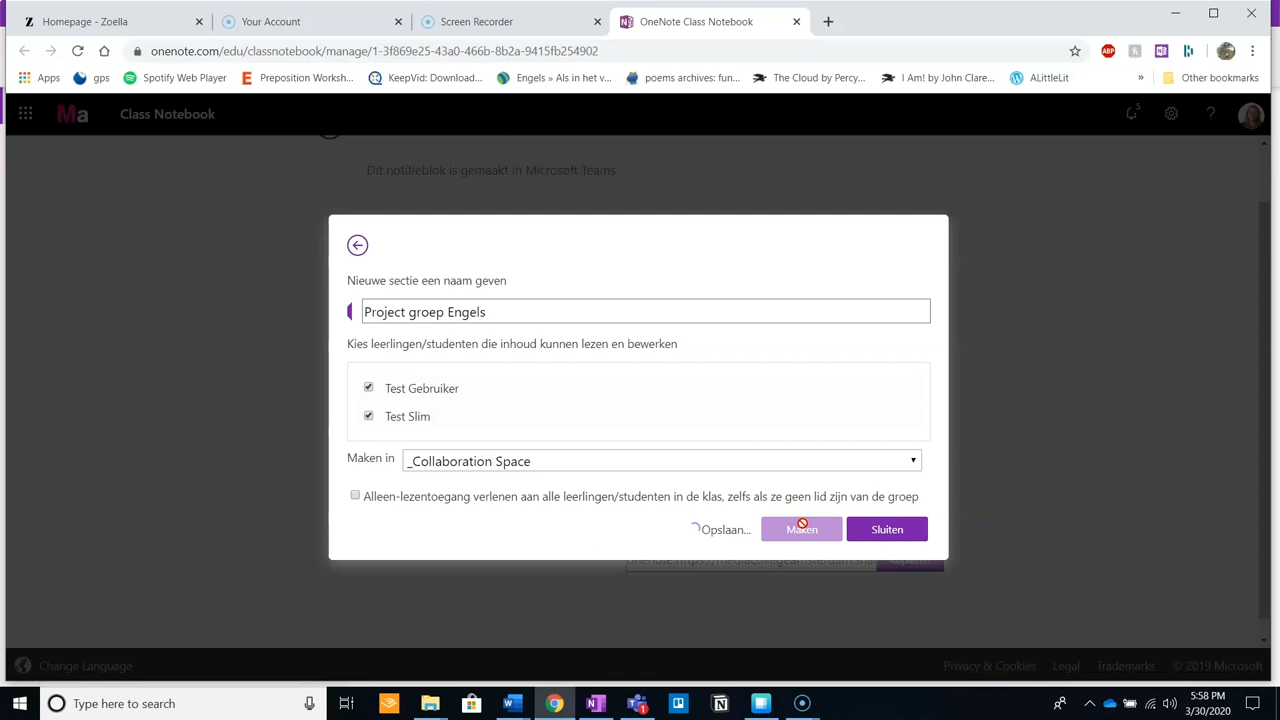 Homepage - Zoella
Your Account
Screen Recorder
OneNote Class Notebook
onenote.com/edu/classnotebook/manage/1-3f869e25-43a0-466b-8b2a-9415fb254902
ABP
Apps
gps
Spotify Web Player
Preposition Worksh...
KeepVid: Download...
Engels » Als in het v...
poems archives: fun...
The Cloud by Percy...
I Am! by John Clare...
ALittleLit
»
Other bookmarks
Ma
Class Notebook
5
?
Dit notitieblok is gemaakt in Microsoft Teams
Nieuwe sectie een naam geven
Project groep Engels
Kies leerlingen/studenten die inhoud kunnen lezen en bewerken
Test Gebruiker
Test Slim
Maken in
_Collaboration Space
Alleen-lezentoegang verlenen aan alle leerlingen/studenten in de klas, zelfs als ze geen lid zijn van de groep
Opslaan...
Maken
Sluiten
Kopiëren
Change Language
Privacy & Cookies
Legal
Trademarks
© 2019 Microsoft
Type here to search
5:58 PM
3/30/2020